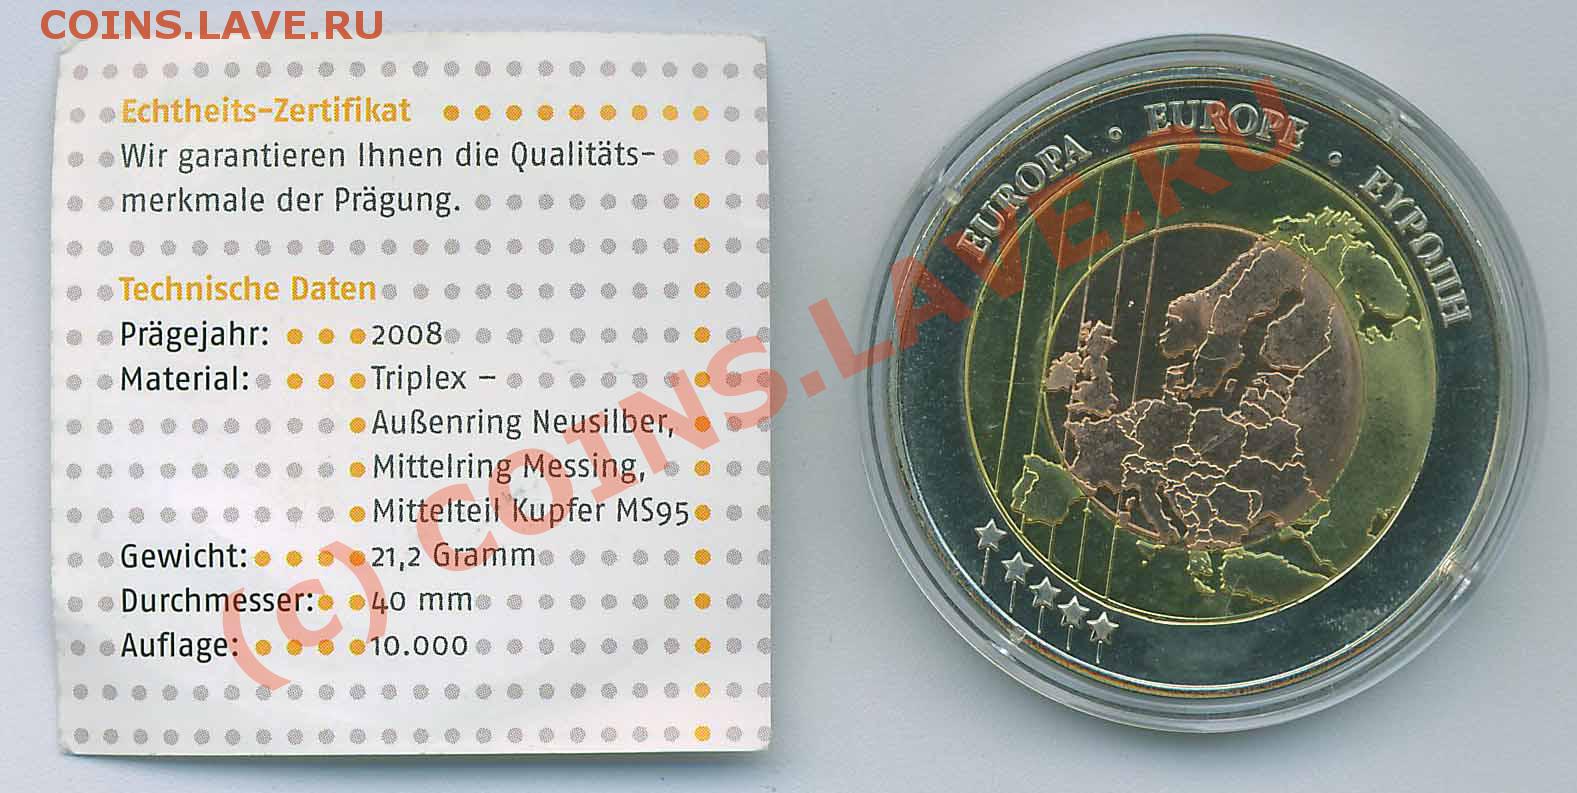 COINS.LAVE.RU
Echtheits-Zertifikat
Wir garantieren Ihnen die Qualitäts-
merkmale der Prägung.
Technische Daten
Prägejahr: 2008
Material: Triplex –
Außenring Neusilber,
Mittelring Messing,
Mittelteil Kupfer MS95
Gewicht: 21,2 Gramm
Durchmesser: 40 mm
Auflage: 10.000
EUROPA • EUROPE • ΕΥΡΩΠΗ
(c) COINS.LAVE.RU